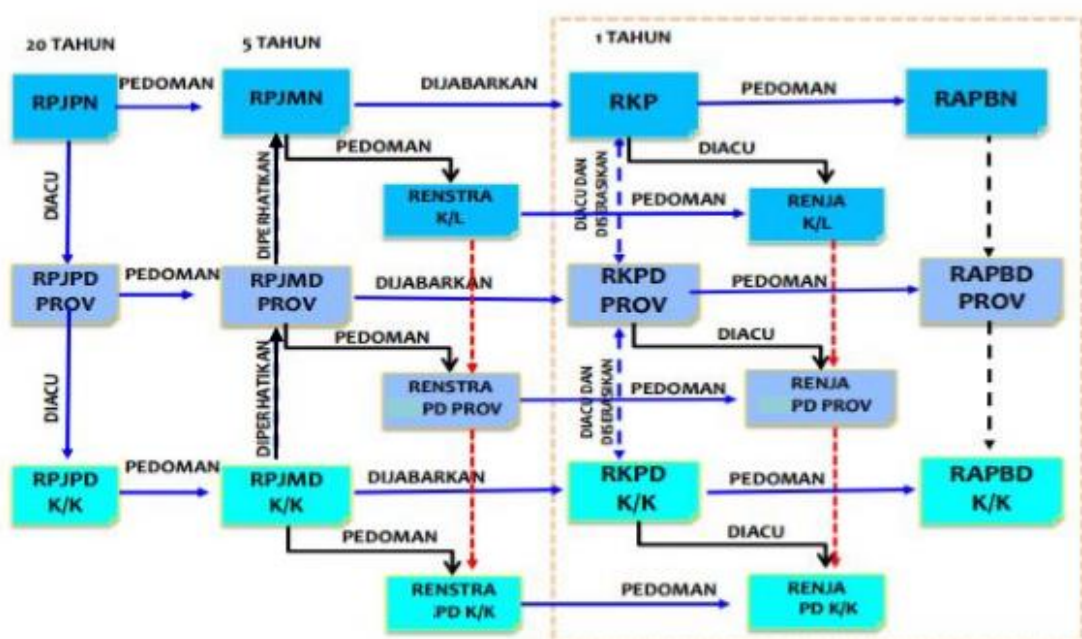 20 TAHUN
5 TAHUN
1 TAHUN
RPJPN
PEDOMAN
RPJMN
DIJABARKAN
RKP
PEDOMAN
RAPBN
DIACU
DIPERHATIKAN
PEDOMAN
RENSTRA
K/L
PEDOMAN
DIACU DAN
DISERASIKAN
DIACU
RENJA
K/L
RPJPD
PROV
PEDOMAN
RPJMD
PROV
DIJABARKAN
RKPD
PROV
PEDOMAN
RAPBD
PROV
DIACU
DIPERHATIKAN
PEDOMAN
RENSTRA
PD PROV
PEDOMAN
DIACU DAN
DISERASIKAN
DIACU
RENJA
PD PROV
RPJPD
K/K
PEDOMAN
RPJMD
K/K
DIJABARKAN
RKPD
K/K
PEDOMAN
RAPBD
K/K
PEDOMAN
RENSTRA
.PD K/K
PEDOMAN
DIACU
RENJA
PD K/K